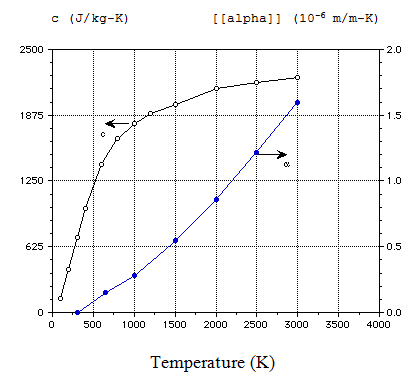 c (J/kg-K) [[alpha]] (10⁻⁶ m/m-K)
2500 2.0
1875 1.5
c
1250 1.0
α
625 0.5
0 0.0
0 500 1000 1500 2000 2500 3000 3500 4000
Temperature (K)